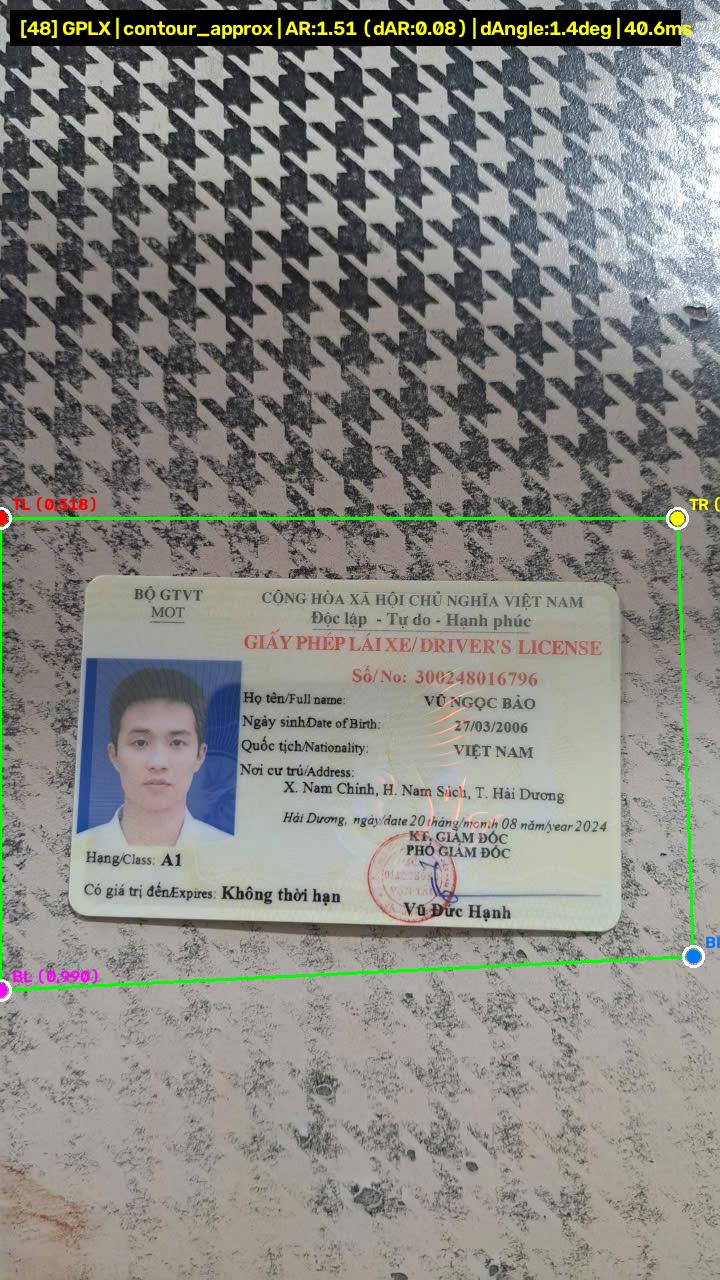 [48] GPLX | contour_approx | AR:1.51 (dAR:0.08) | dAngle:1.4deg | 40.6ms
TL (0.518)
TR (
BỘ GTVT
MOT
CỘNG HÒA XÃ HỘI CHỦ NGHĨA VIỆT NAM
Độc lập - Tự do - Hạnh phúc
GIẤY PHÉP LÁI XE/DRIVER'S LICENSE
Số/No: 300248016796
Họ tên/Full name: VŨ NGỌC BẢO
Ngày sinh/Date of Birth: 27/03/2006
Quốc tịch/Nationality: VIỆT NAM
Nơi cư trú/Address:
X. Nam Chính, H. Nam Sách, T. Hải Dương
Hải Dương, ngày/date 20 tháng/month 08 năm/year 2024
KT. GIÁM ĐỐC
PHÓ GIÁM ĐỐC
Hạng/Class: A1
Có giá trị đến/Expires: Không thời hạn
Vũ Đức Hạnh
BL (0.990)